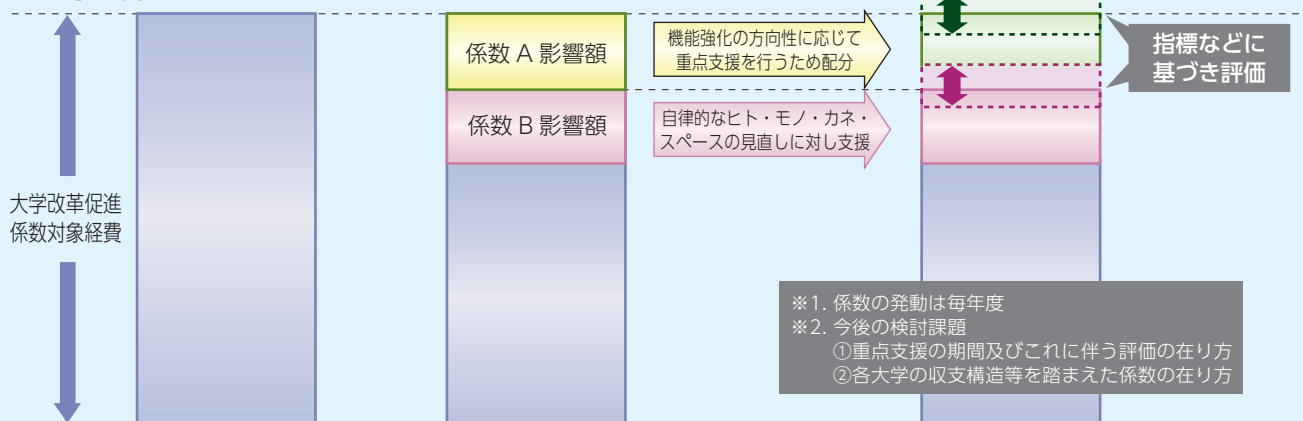 大学改革促進
係数対象経費
係数 A 影響額
係数 B 影響額
機能強化の方向性に応じて
重点支援を行うため配分
自律的なヒト・モノ・カネ・
スペースの見直しに対し支援
指標などに
基づき評価
※1. 係数の発動は毎年度
※2. 今後の検討課題
①重点支援の期間及びこれに伴う評価の在り方
②各大学の収支構造等を踏まえた係数の在り方